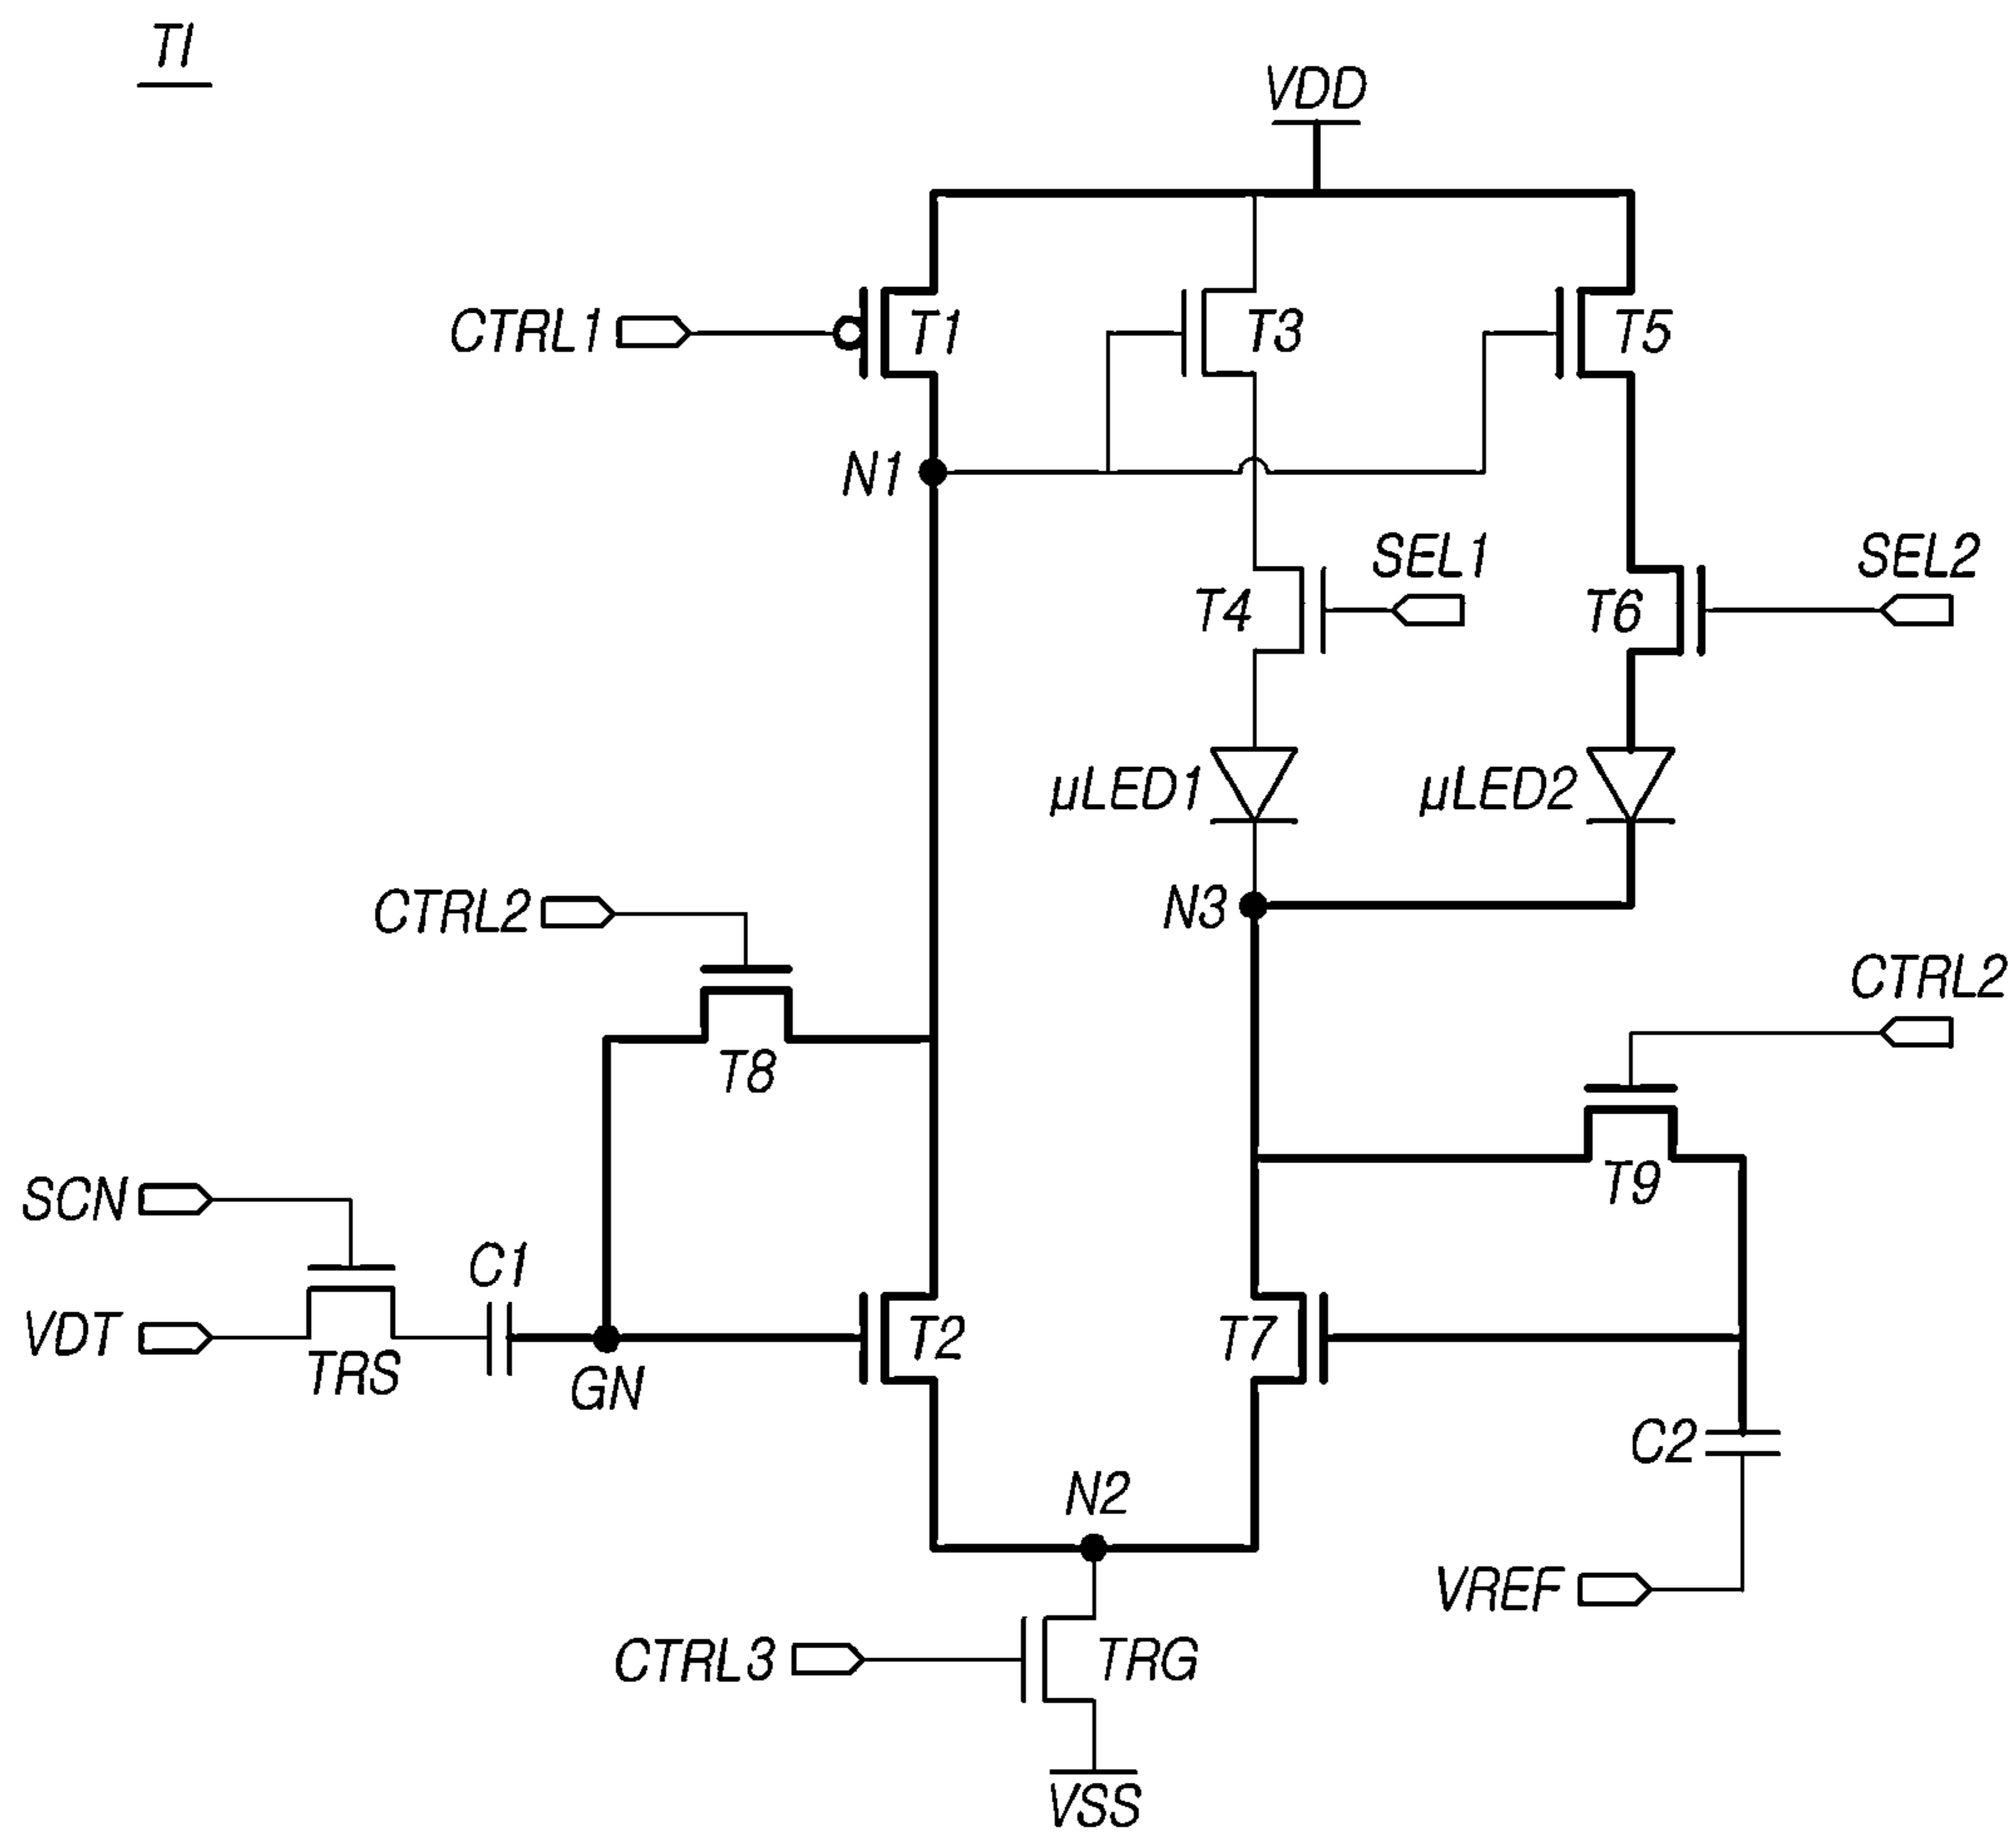 TI
VDD
CTRL1
T1
T3
T5
N1
SEL1
SEL2
T4
T6
µLED1
µLED2
CTRL2
N3
CTRL2
T8
T9
SCN
C1
VDT
TRS
GN
T2
T7
C2
N2
VREF
CTRL3
TRG
VSS